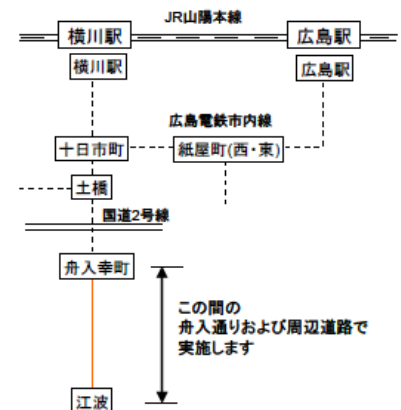 JR山陽本線
横川駅
広島駅
横川駅
広島駅
広島電鉄市内線
十日市町
紙屋町(西・東)
土橋
国道2号線
舟入幸町
この間の
舟入通りおよび周辺道路で
実施します
江波